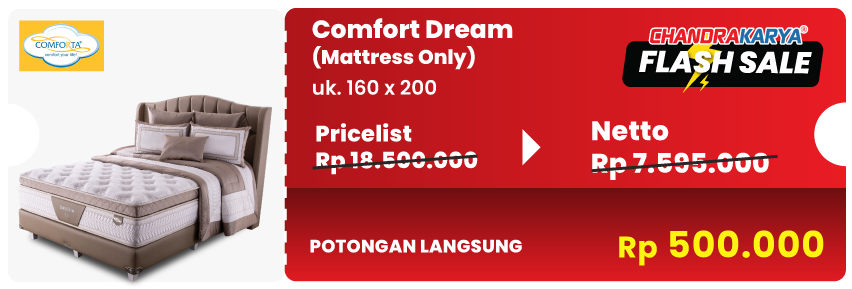 COMFORTA®
comfort your life!
Comfort Dream
(Mattress Only)
uk. 160 x 200
CHANDRAKARYA®
FLASH SALE
Pricelist
Rp 18.500.000
Netto
Rp 7.595.000
POTONGAN LANGSUNG
Rp 500.000